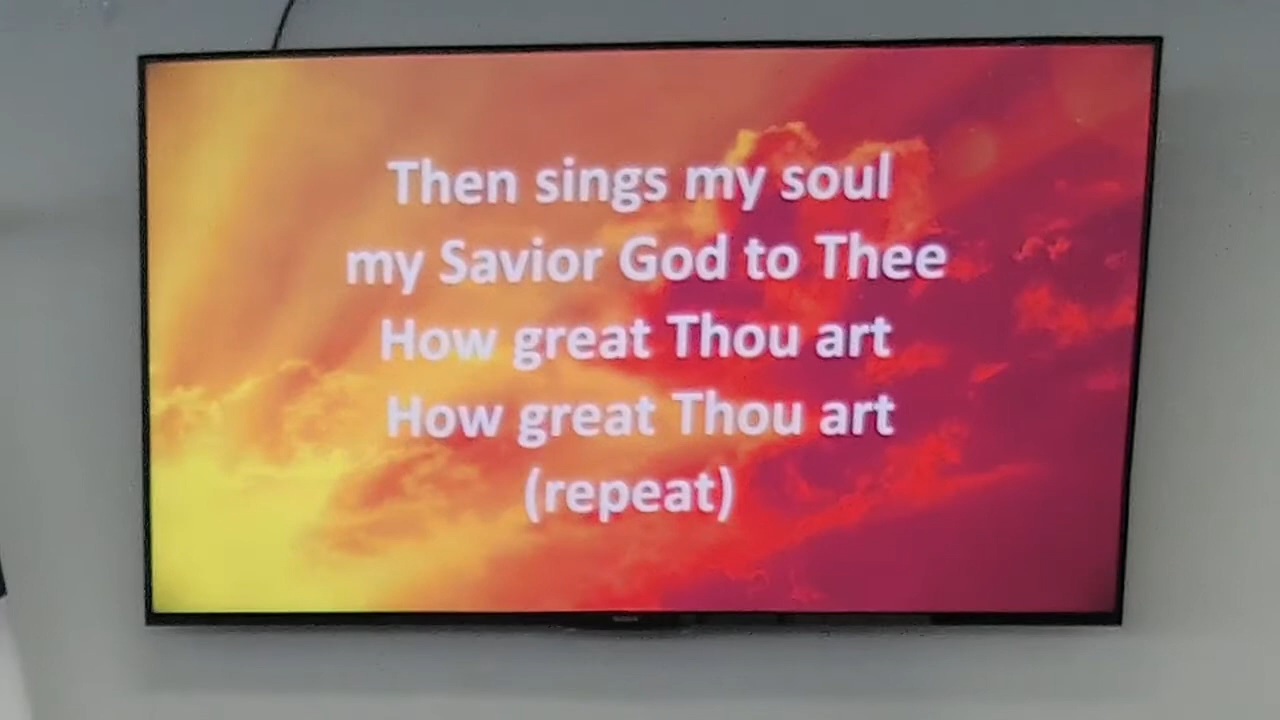 Then sings my soul
my Savior God to Thee
How great Thou art
How great Thou art
(repeat)